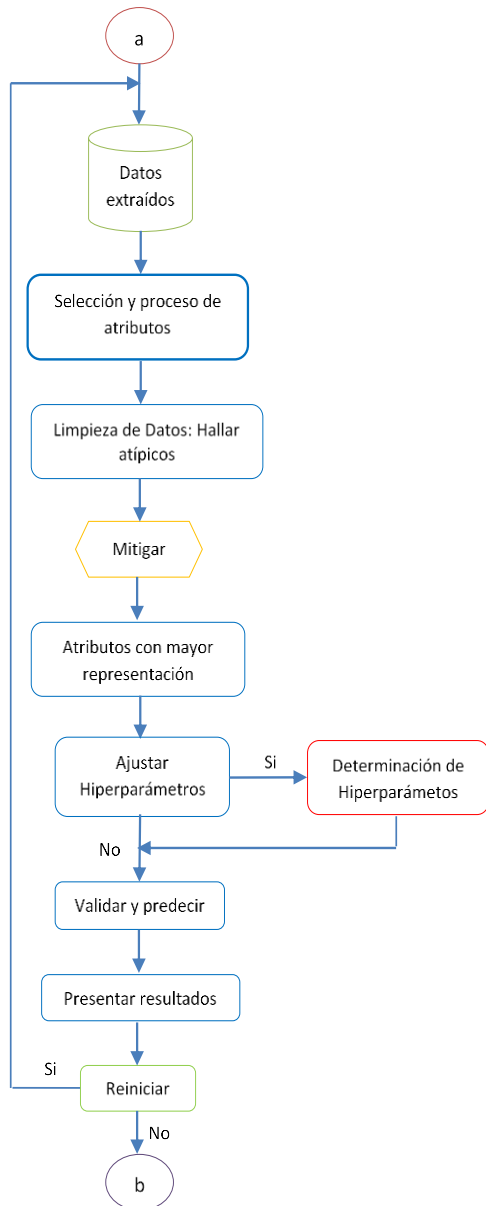 a
Datos
extraídos
Selección y proceso de
atributos
Limpieza de Datos: Hallar
atípicos
Mitigar
Atributos con mayor
representación
Ajustar
Hiperparámetros
Si
Determinación de
Hiperparámetos
No
Validar y predecir
Presentar resultados
Si
Reiniciar
No
b